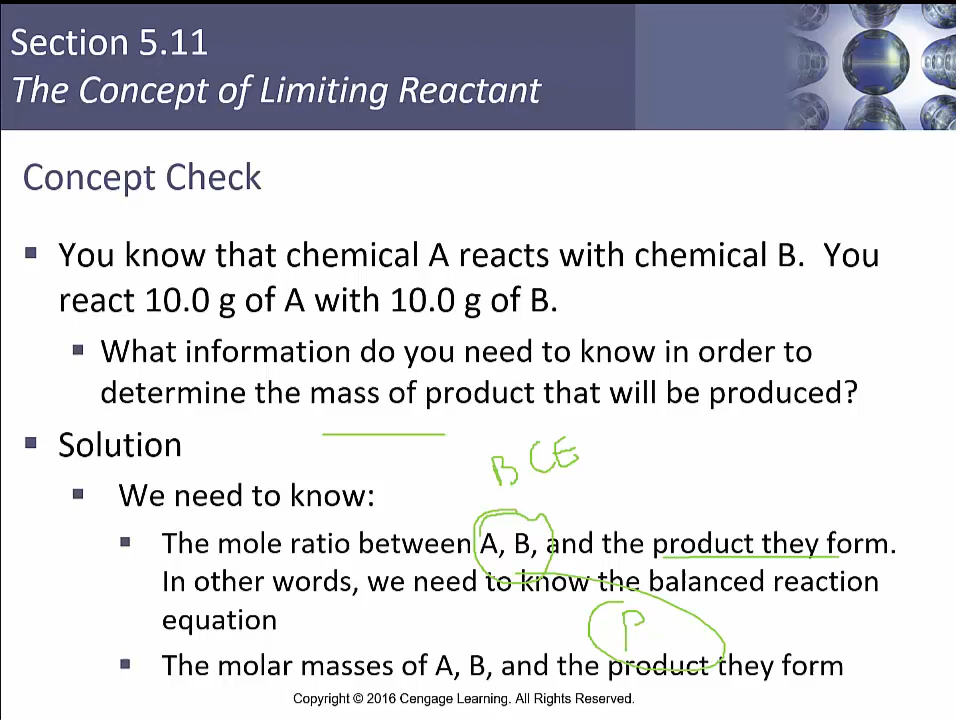 Section 5.11
The Concept of Limiting Reactant
Concept Check
▪ You know that chemical A reacts with chemical B. You
react 10.0 g of A with 10.0 g of B.
▪ What information do you need to know in order to
determine the mass of product that will be produced?
▪ Solution
BCE
▪ We need to know:
▪ The mole ratio between A, B, and the product they form.
In other words, we need to know the balanced reaction
equation
P
▪ The molar masses of A, B, and the product they form
Copyright © 2016 Cengage Learning. All Rights Reserved.